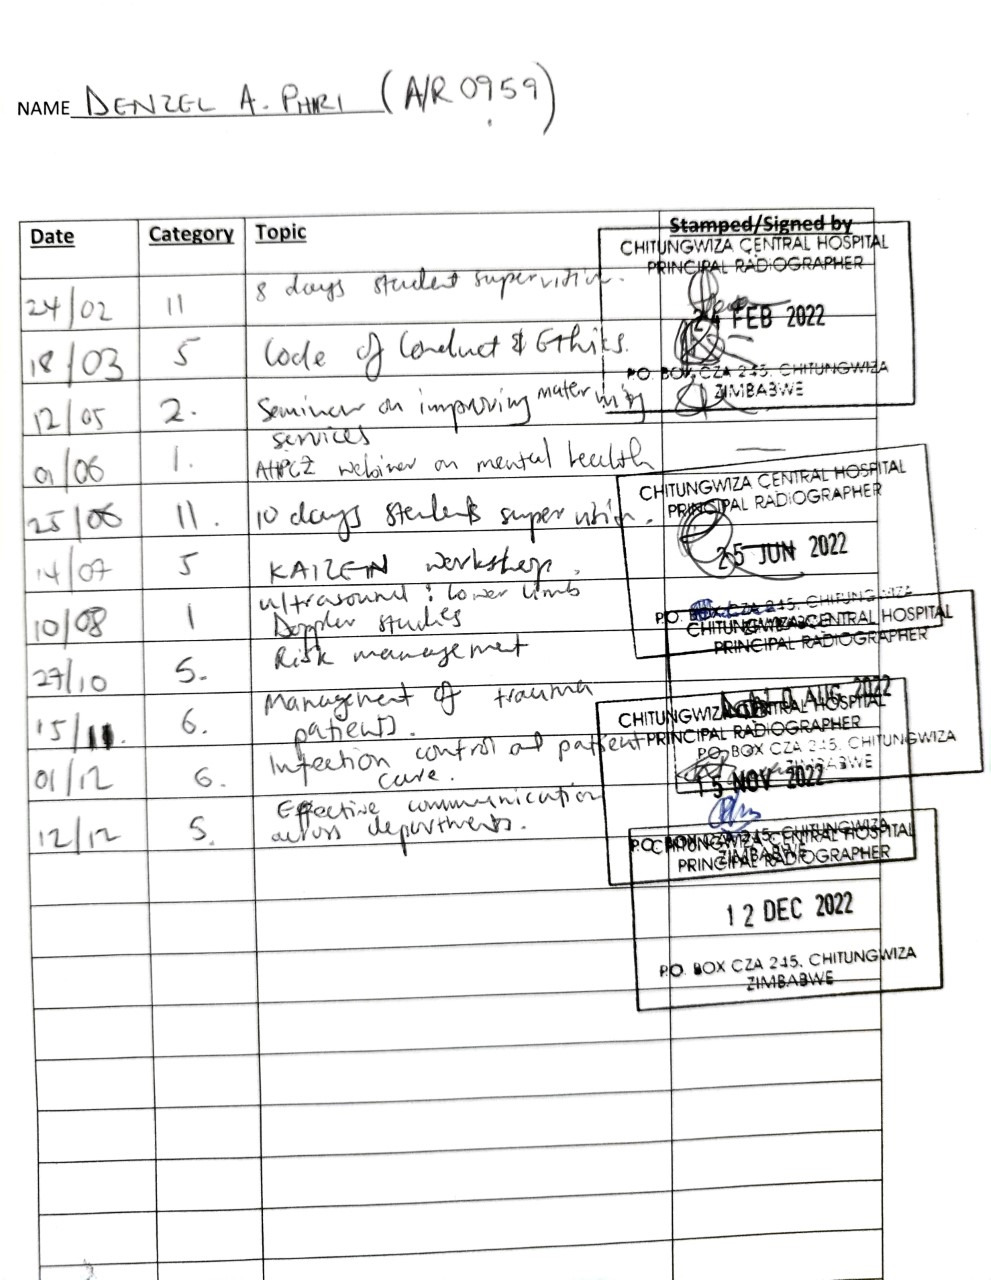 NAME DENZEL A. PHIRI (A/R 0959)
Date Category Topic Stamped/Signed by
24/02 11 8 days student supervision.
18/03 5 Code of Conduct & Ethics.
12/05 2. Seminar on improving maternity
services
01/06 1. AHPCZ webiner on mental health —
25/06 11. 10 days students supervision.
14/07 5 KAIZEN workshop.
10/08 1 Ultrasound : Lower limb
Doppler studies
27/10 5. Risk management
15/11. 6. Management of trauma
patients.
01/12 6. Infection control and patient
care.
12/12 5. Effective communication
across departments.
CHITUNGWIZA CENTRAL HOSPITAL
PRINCIPAL RADIOGRAPHER
24 FEB 2022
P.O. BOX CZA 245, CHITUNGWIZA
ZIMBABWE
CHITUNGWIZA CENTRAL HOSPITAL
PRINCIPAL RADIOGRAPHER
25 JUN 2022
P.O. BOX CZA 245, CHITUNGWIZA
CHITUNGWIZA CENTRAL HOSPITAL
PRINCIPAL RADIOGRAPHER
10 AUG 2022
P.O. BOX CZA 245, CHITUNGWIZA
ZIMBABWE
CHITUNGWIZA CENTRAL HOSPITAL
PRINCIPAL RADIOGRAPHER
15 NOV 2022
P.O. BOX CZA 245, CHITUNGWIZA
ZIMBABWE
CHITUNGWIZA CENTRAL HOSPITAL
PRINCIPAL RADIOGRAPHER
12 DEC 2022
P.O. BOX CZA 245, CHITUNGWIZA
ZIMBABWE